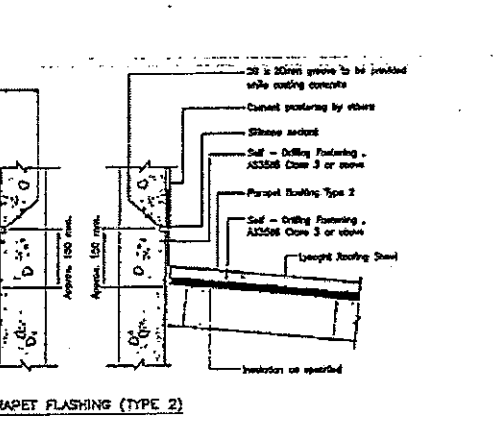 20mm groove to be provided
while casting concrete
Cement plastering by others
Silicone sealant
Self - Drilling Fastening ,
AS3566 Class 3 or above
Parapet flashing Type 2
Self - Drilling Fastening ,
AS3566 Class 3 or above
Lysaght Roofing Sheet
Approx. 150 mm.
Approx. 150 mm.
Insulation as specified
RAPET FLASHING (TYPE 2)